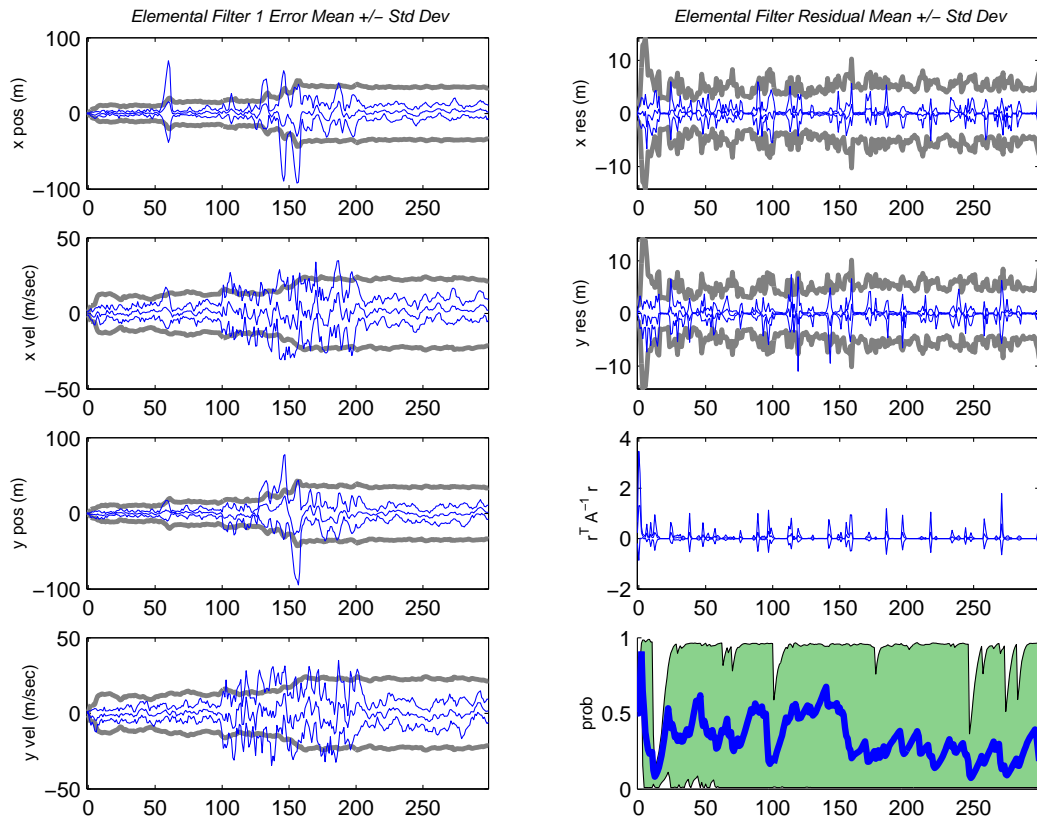 Elemental Filter 1 Error Mean +/− Std Dev
100
0
−100
x pos (m)
0 50 100 150 200 250
50
0
−50
x vel (m/sec)
0 50 100 150 200 250
100
0
−100
y pos (m)
0 50 100 150 200 250
50
0
−50
y vel (m/sec)
0 50 100 150 200 250
Elemental Filter Residual Mean +/− Std Dev
10
0
−10
x res (m)
0 50 100 150 200 250
10
0
−10
y res (m)
0 50 100 150 200 250
4
2
0
−2
r^T A^−1 r
0 50 100 150 200 250
1
0.5
0
prob
0 50 100 150 200 250